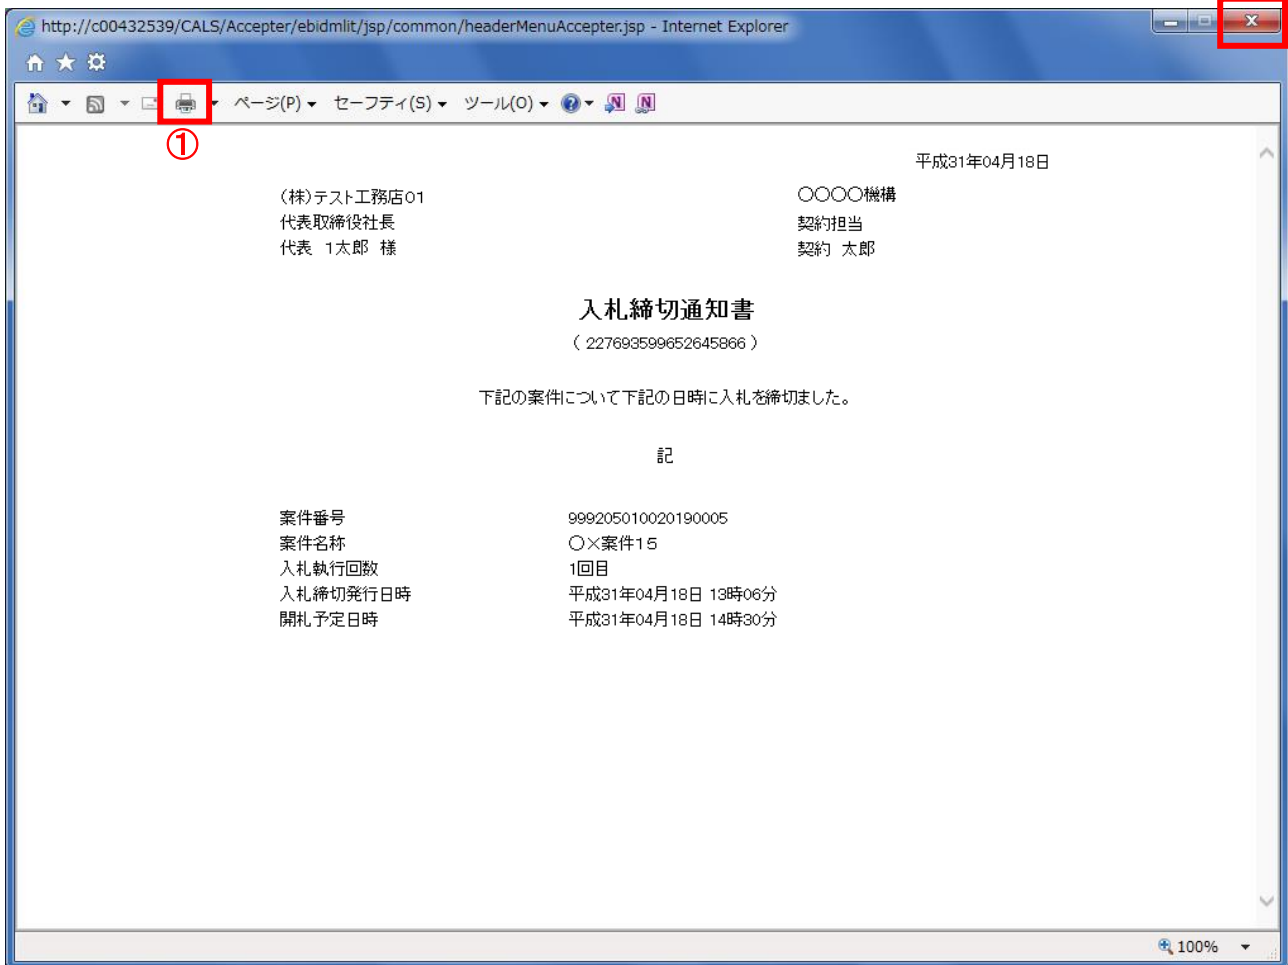 http://c00432539/CALS/Accepter/ebidmlit/jsp/common/headerMenuAccepter.jsp - Internet Explorer
ページ(P) セーフティ(S) ツール(O)
①
平成31年04月18日
(株)テスト工務店01
〇〇〇〇機構
代表取締役社長
契約担当
代表 1太郎 様
契約 太郎
入札締切通知書
( 227693599652645866 )
下記の案件について下記の日時に入札を締切ました。
記
案件番号 999205010020190005
案件名称 〇×案件15
入札執行回数 1回目
入札締切発行日時 平成31年04月18日 13時06分
開札予定日時 平成31年04月18日 14時30分
100%